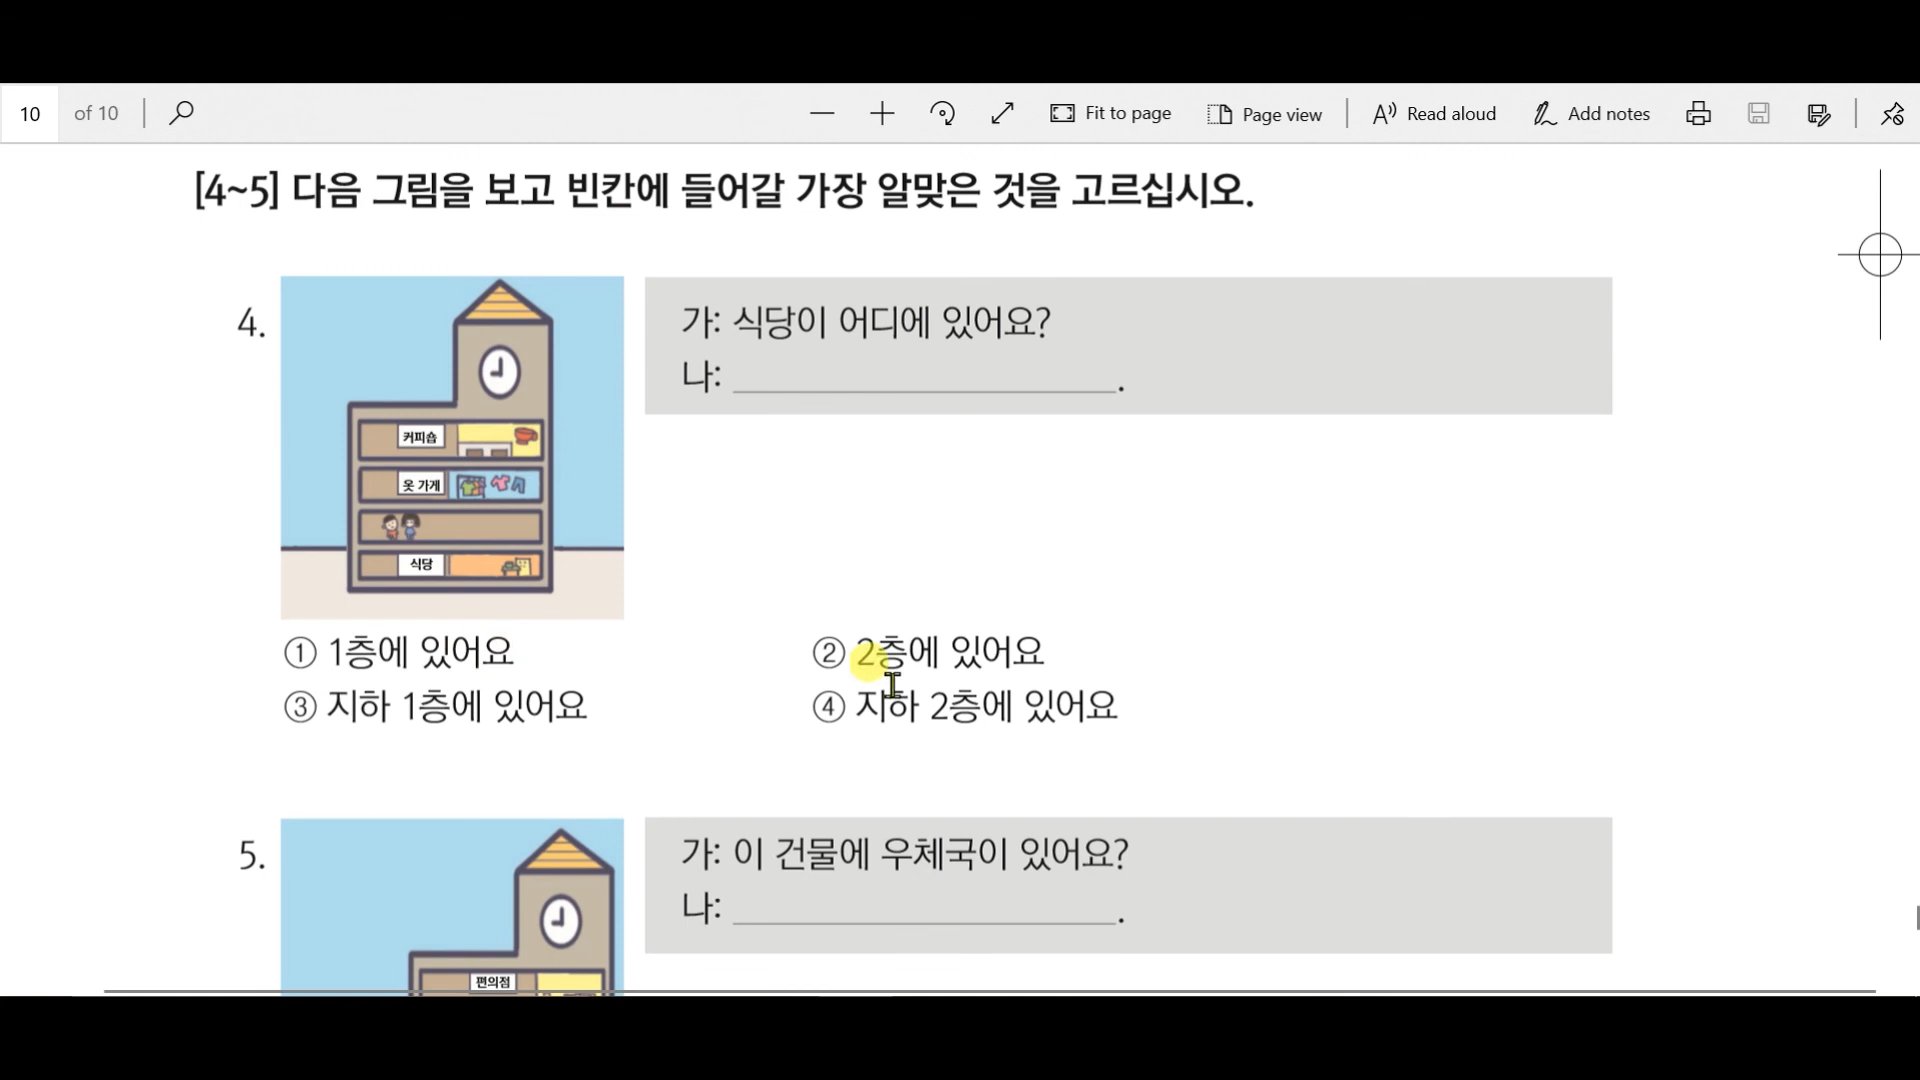 10 of 10 Fit to page Page view Read aloud Add notes
[4~5] 다음 그림을 보고 빈칸에 들어갈 가장 알맞은 것을 고르십시오.
4.
가: 식당이 어디에 있어요?
나: ____________________.
커피숍
옷 가게
식당
① 1층에 있어요 ② 2층에 있어요
③ 지하 1층에 있어요 ④ 지하 2층에 있어요
5.
가: 이 건물에 우체국이 있어요?
나: ____________________.
편의점